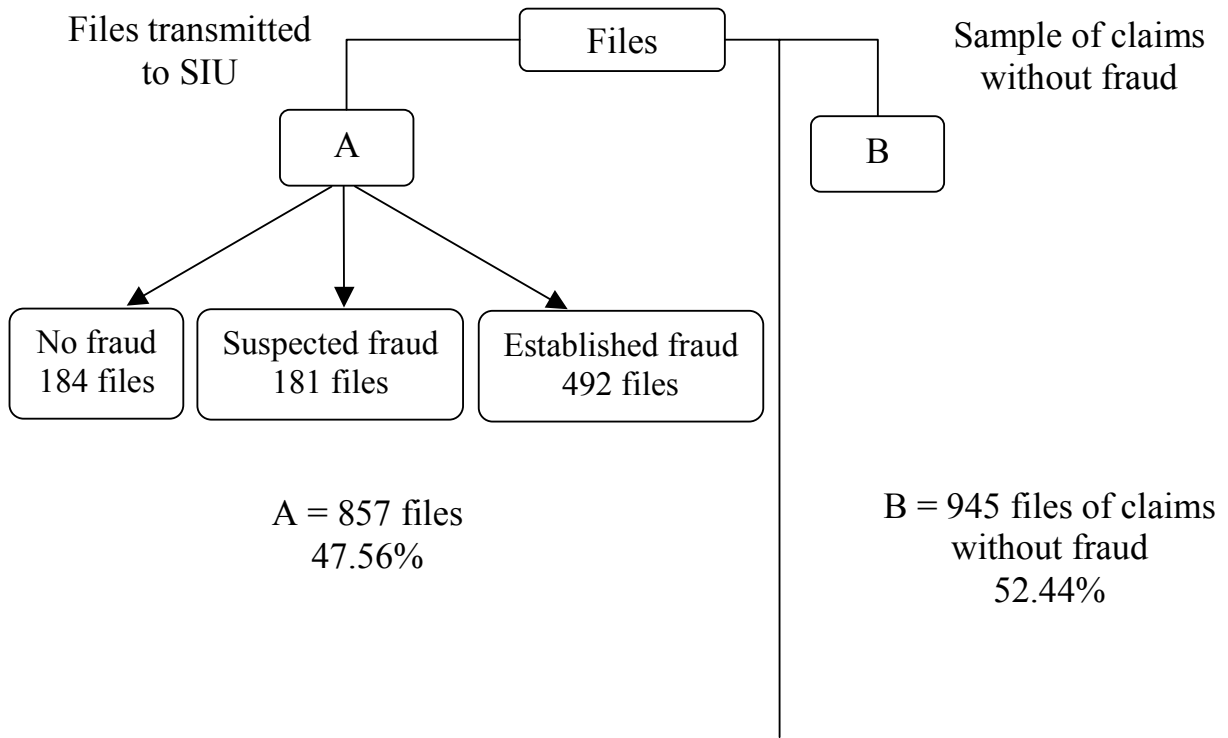 Files transmitted
to SIU
Files
Sample of claims
without fraud
A
B
No fraud
184 files
Suspected fraud
181 files
Established fraud
492 files
A = 857 files
47.56%
B = 945 files of claims
without fraud
52.44%